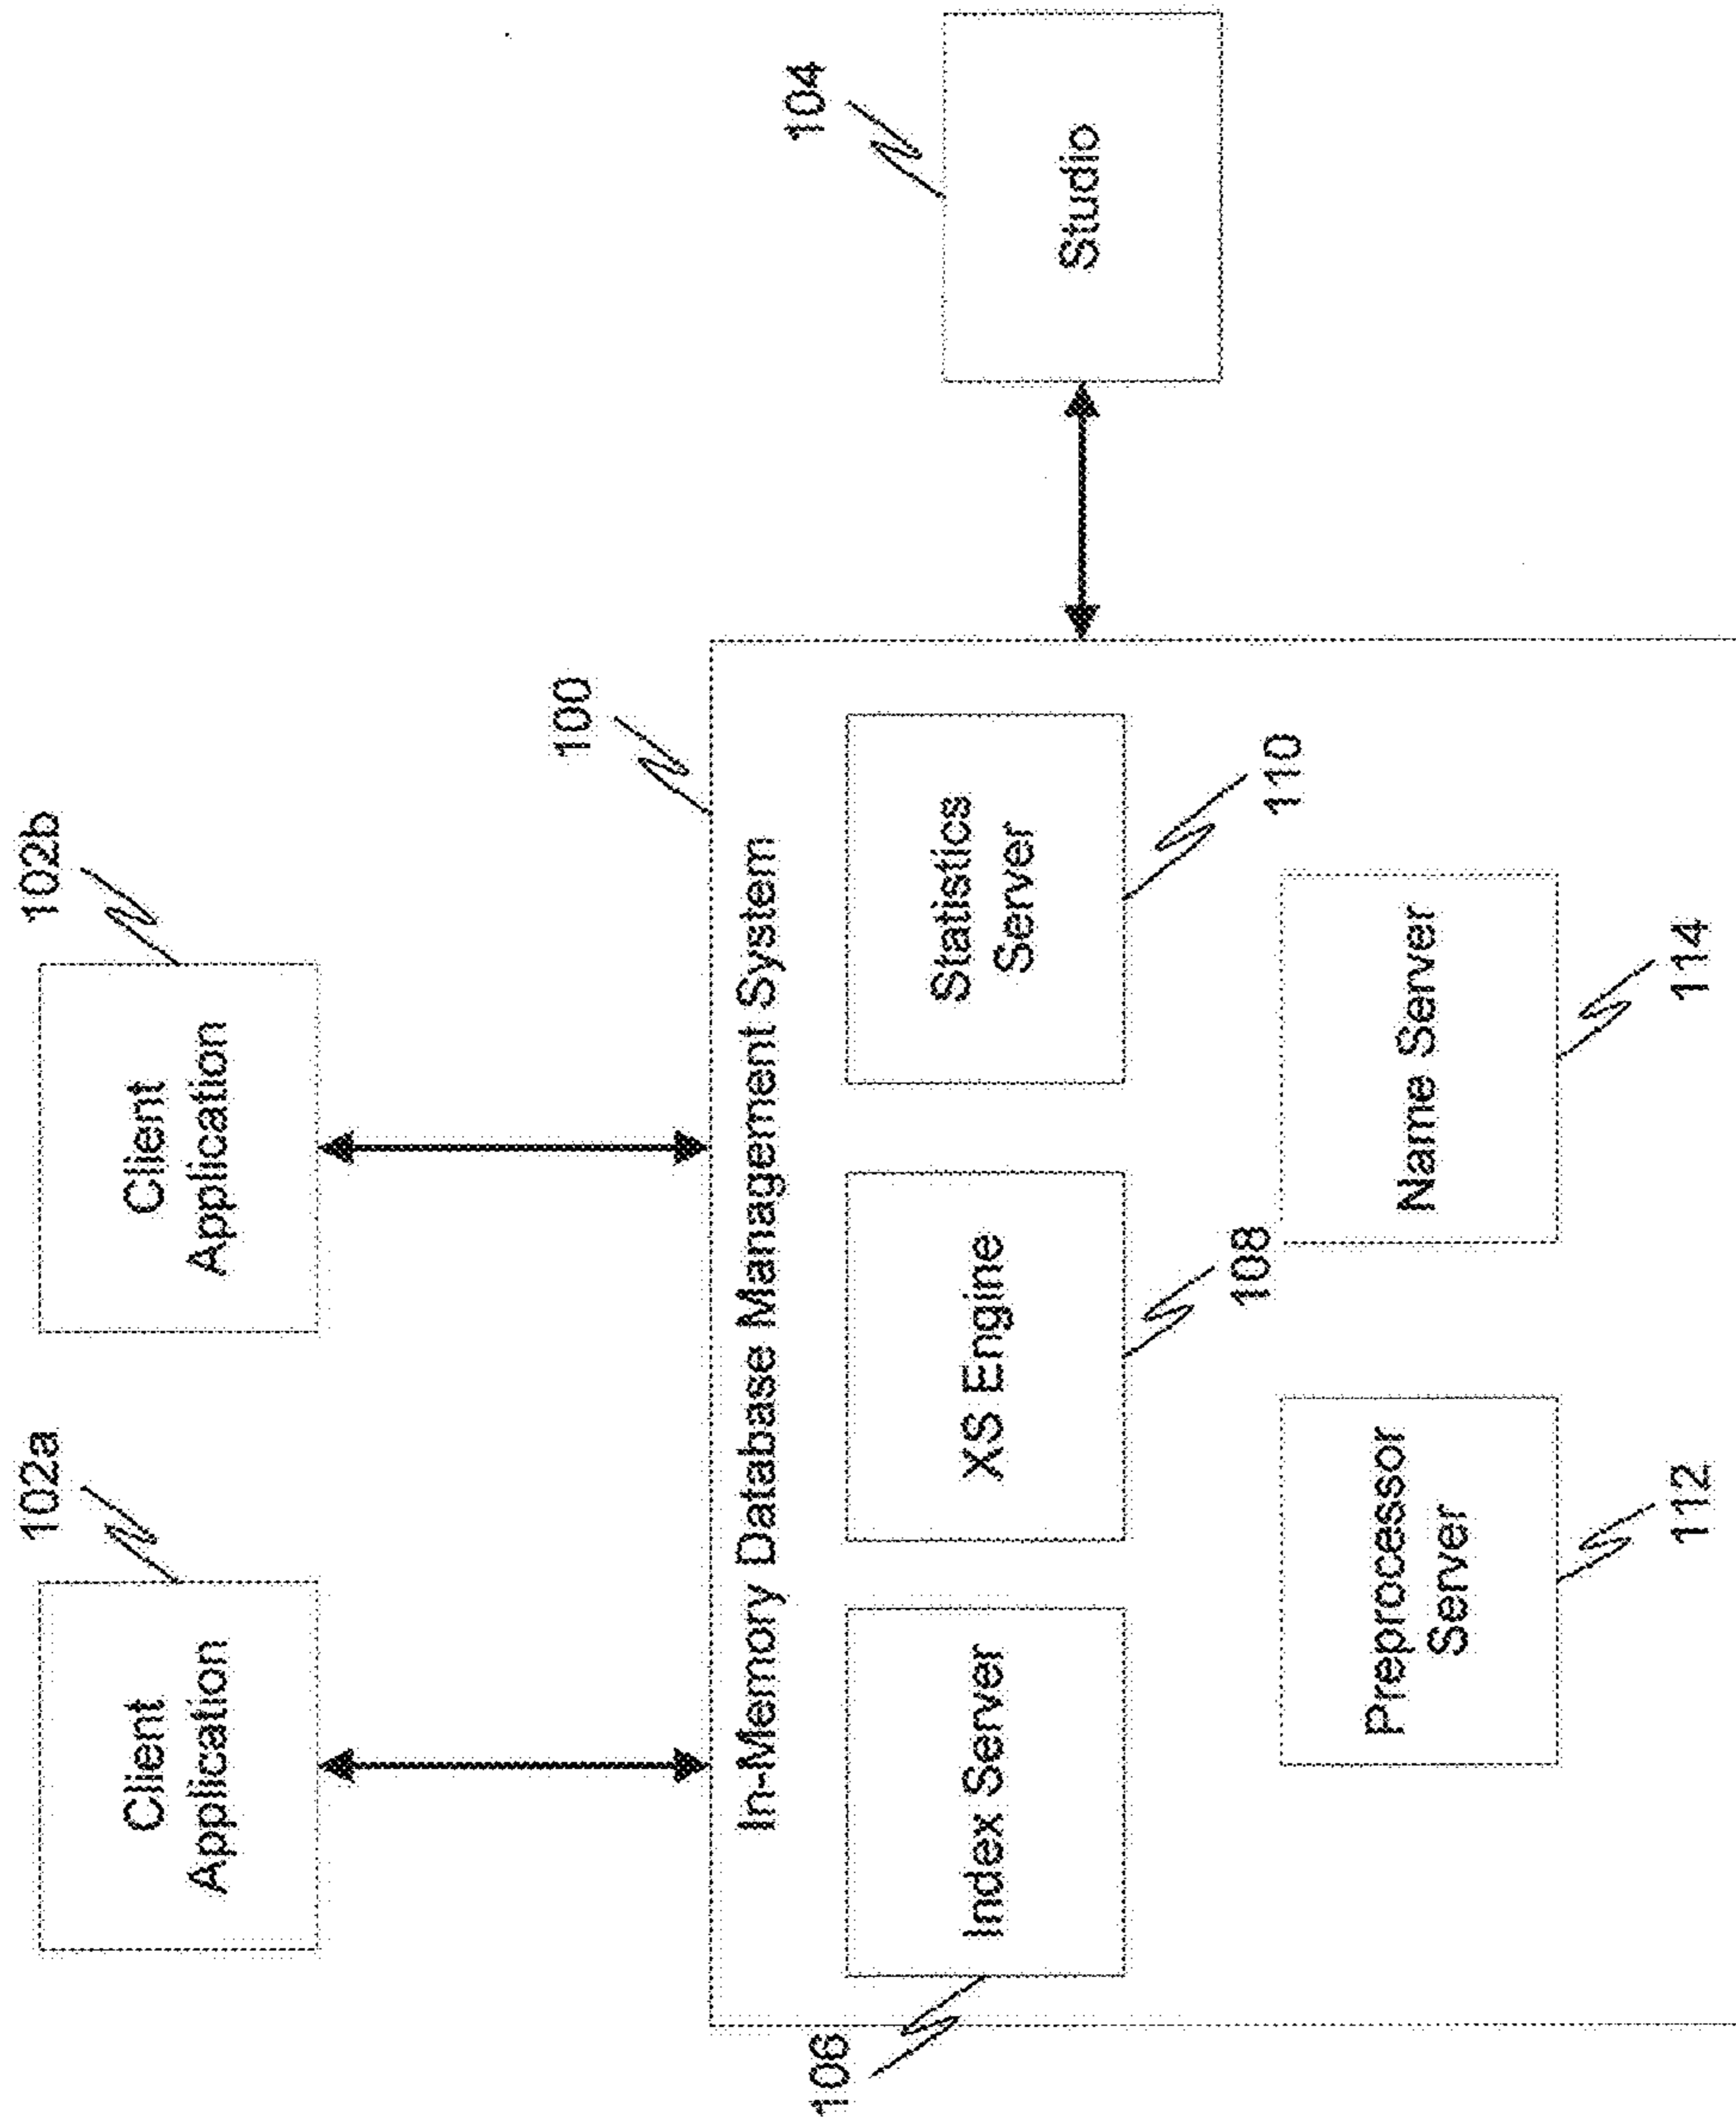 102a
102b
Client
Application
Client
Application
100
104
In-Memory Database Management System
Studio
106
Index Server
XS Engine
Statistics
Server
108
110
Preprocessor
Server
Name Server
112
114